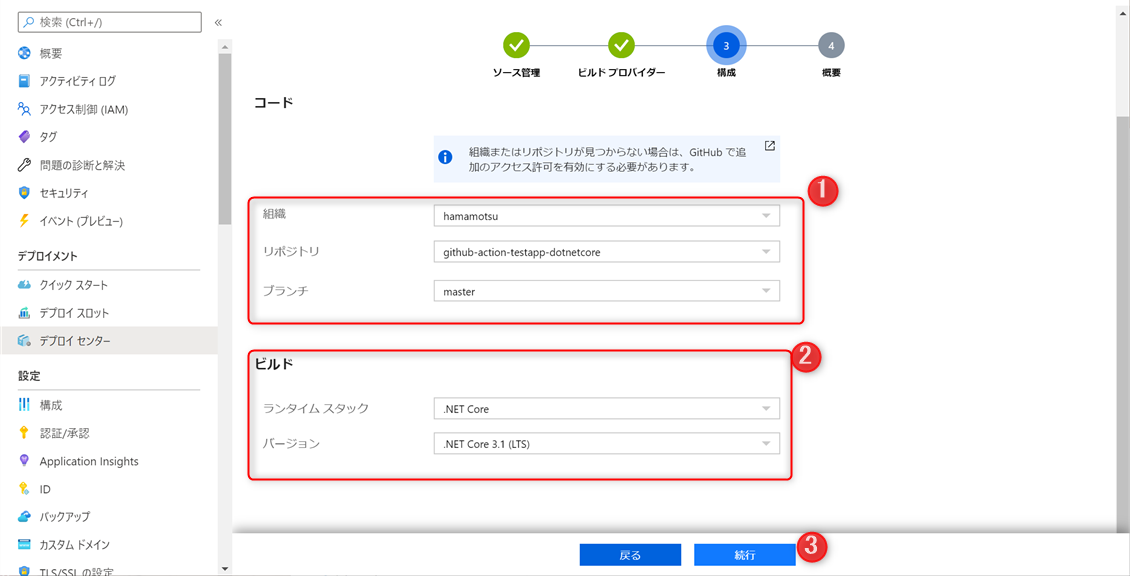 検索 (Ctrl+/)
«
概要
アクティビティ ログ
アクセス制御 (IAM)
タグ
問題の診断と解決
セキュリティ
イベント (プレビュー)
デプロイメント
クイック スタート
デプロイ スロット
デプロイ センター
設定
構成
認証/承認
Application Insights
ID
バックアップ
カスタム ドメイン
TLS/SSL の設定
3
4
ソース管理
ビルド プロバイダー
構成
概要
コード
組織またはリポジトリが見つからない場合は、GitHub で追
加のアクセス許可を有効にする必要があります。
1
組織
hamamotsu
リポジトリ
github-action-testapp-dotnetcore
ブランチ
master
2
ビルド
ランタイム スタック
.NET Core
バージョン
.NET Core 3.1 (LTS)
戻る
続行
3